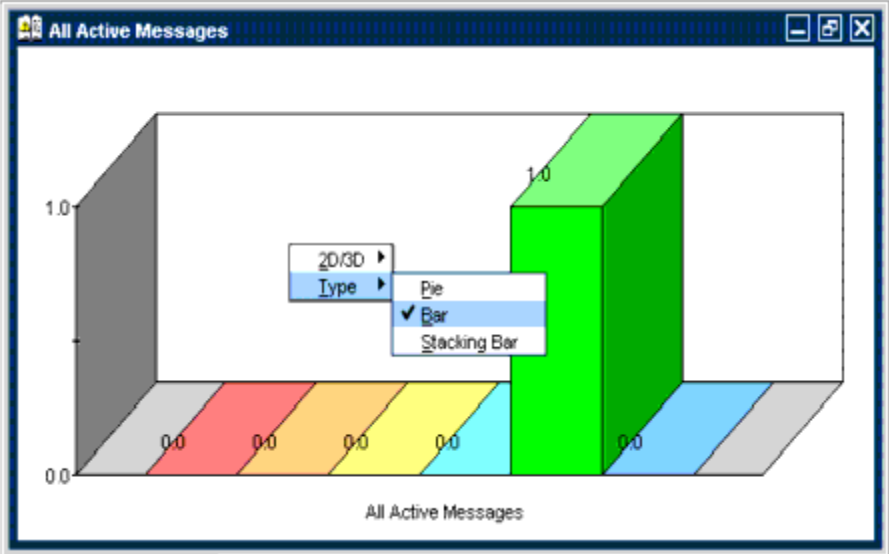 All Active Messages
1.0
1.0
2D/3D
Type
Pie
Bar
Stacking Bar
0.0 0.0 0.0 0.0 0.0
0.0
All Active Messages